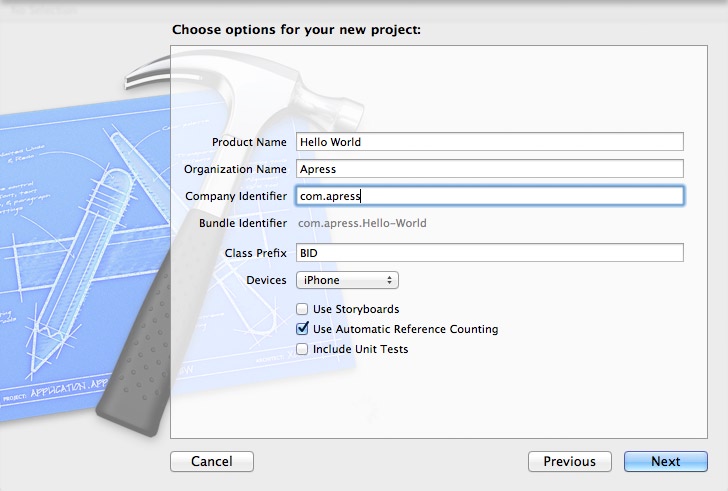 Choose options for your new project:
Product Name Hello World
Organization Name Apress
Company Identifier com.apress
Bundle Identifier com.apress.Hello-World
Class Prefix BID
Devices iPhone
Use Storyboards
Use Automatic Reference Counting
Include Unit Tests
PROJECT: APPLICATION.APP
Cancel Previous Next